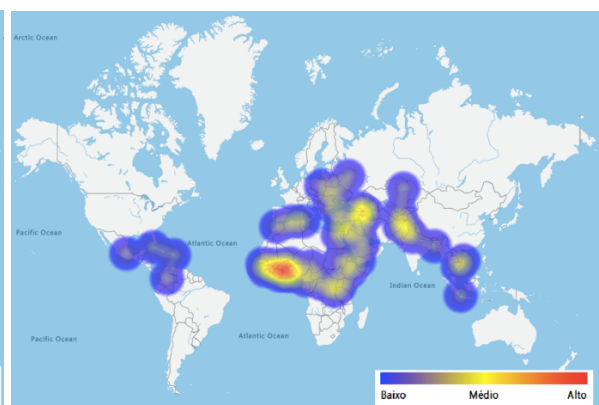 Arctic Ocean
Pacific Ocean
Atlantic Ocean
Indian Ocean
Pacific Ocean
Atlantic Ocean
Baixo Médio Alto